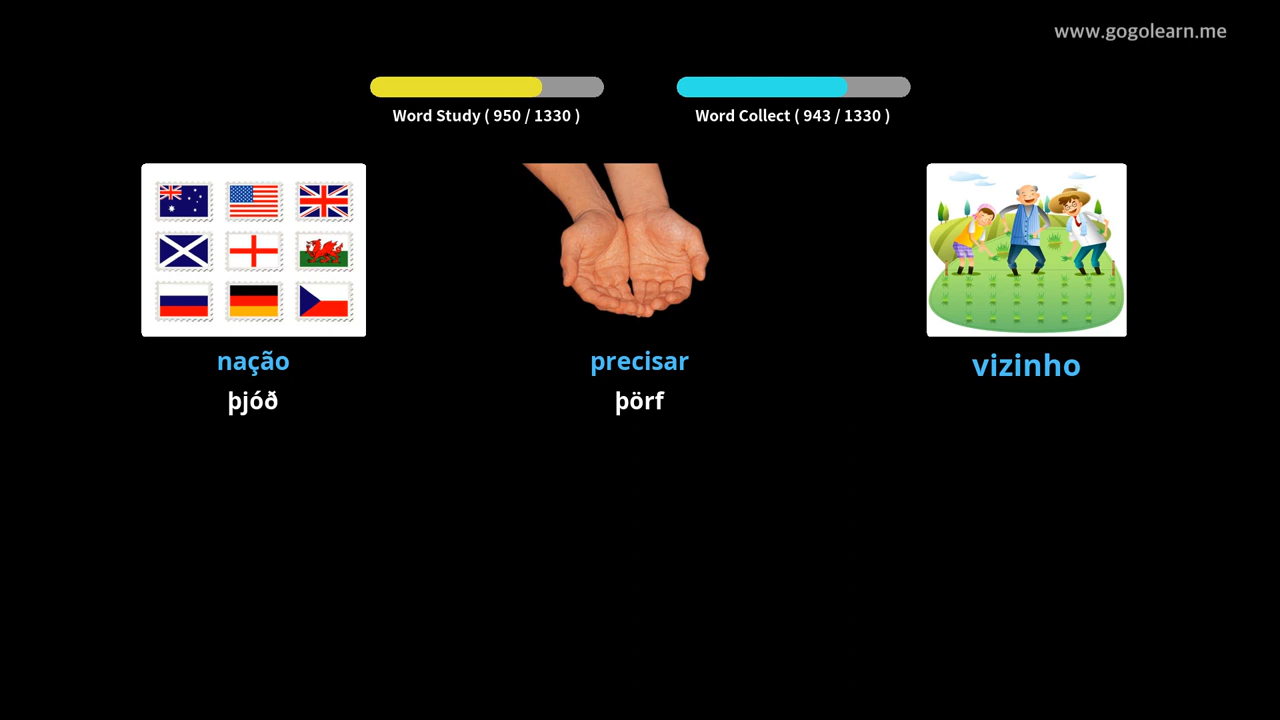 www.gogolearn.me
Word Study ( 950 / 1330 )
Word Collect ( 943 / 1330 )
nação
precisar
vizinho
þjóð
þörf